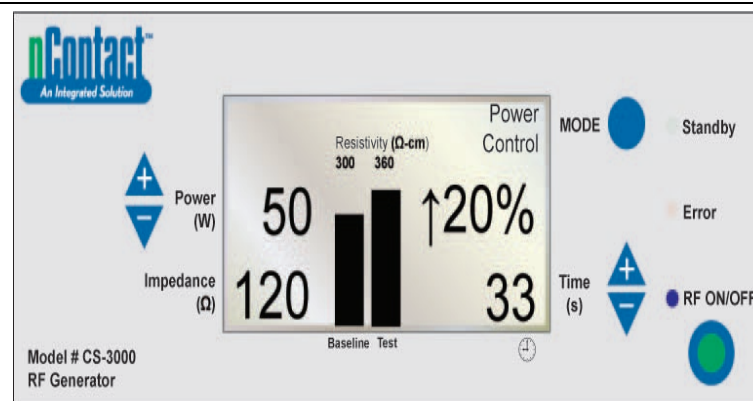 nContact™
An Integrated Solution
Power
Control
MODE
Standby
Resistivity (Ω-cm)
300 360
Power
(W)
50
↑20%
Error
Impedance
(Ω)
120
33
Time
(s)
RF ON/OFF
Baseline Test
Model # CS-3000
RF Generator